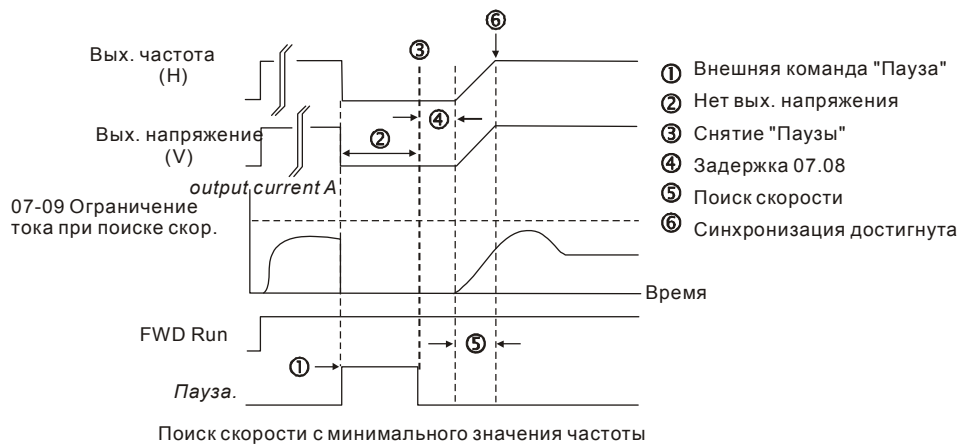 ⑥
Вых. частота
(H)
③
① Внешняя команда "Пауза"
② Нет вых. напряжения
③ Снятие "Паузы"
④ Задержка 07.08
⑤ Поиск скорости
⑥ Синхронизация достигнута
④
Вых. напряжение
(V)
②
output current A
07-09 Ограничение
тока при поиске скор.
Время
FWD Run
⑤
①
Пауза.
Поиск скорости с минимального значения частоты